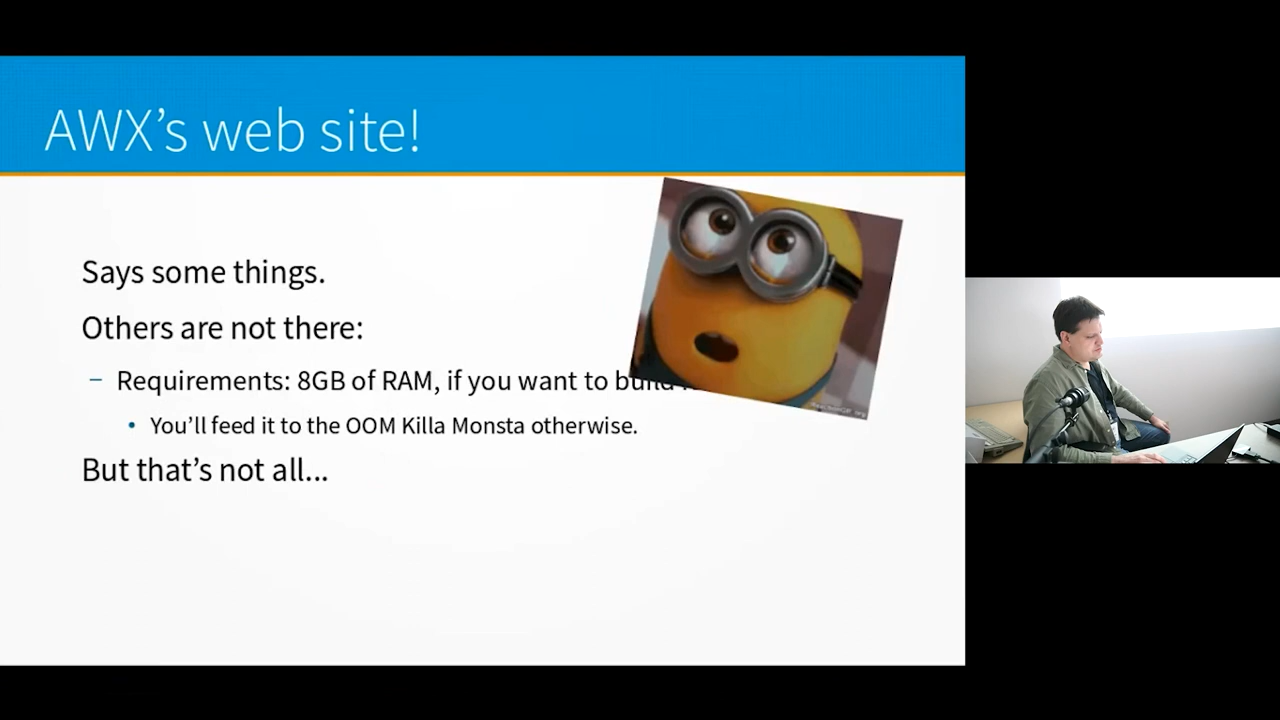 AWX’s web site!
Says some things.
Others are not there:
– Requirements: 8GB of RAM, if you want to build
• You’ll feed it to the OOM Killa Monsta otherwise.
But that’s not all...